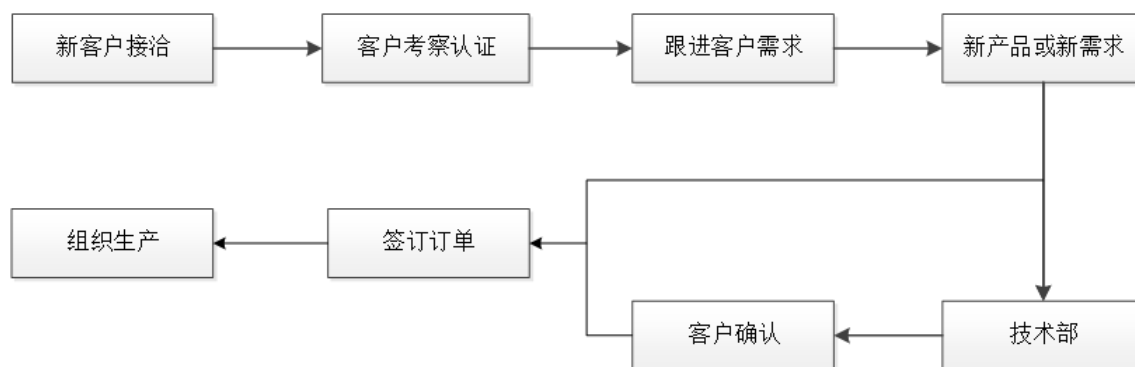 新客户接洽
客户考察认证
跟进客户需求
新产品或新需求
组织生产
签订订单
客户确认
技术部